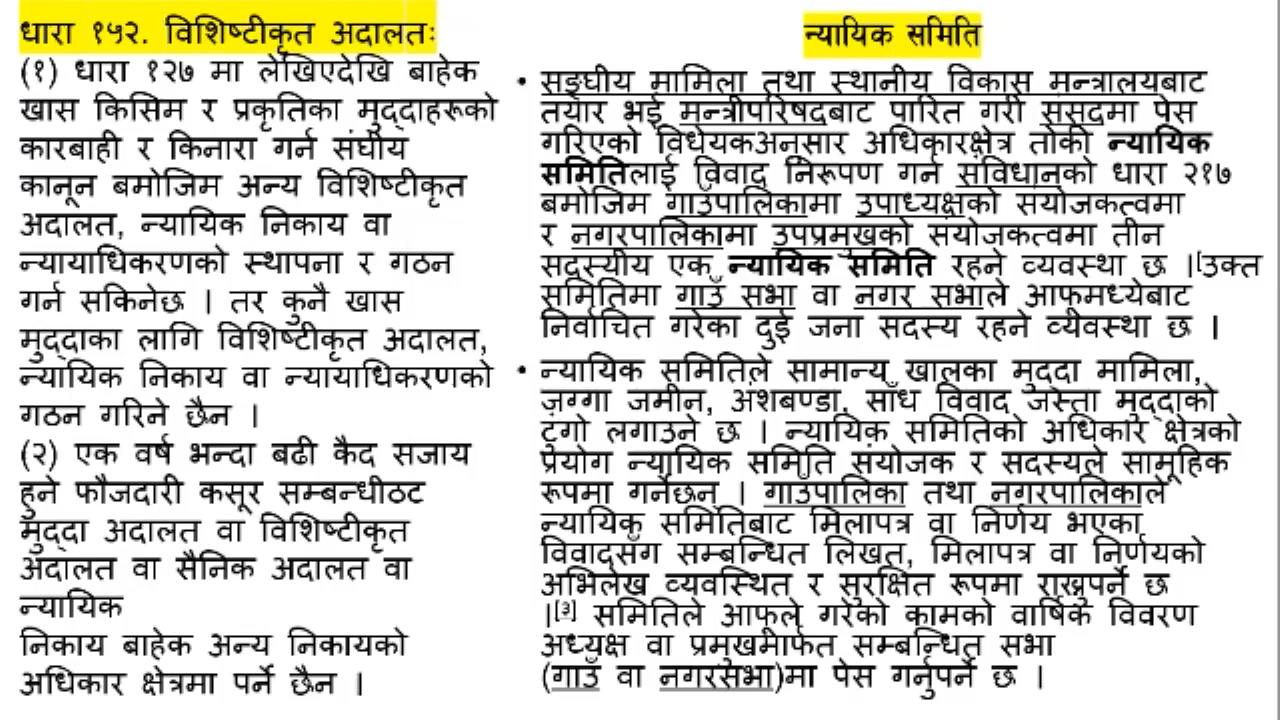 धारा १५२. विशिष्टीकृत अदालतः
(१) धारा १२७ मा लेखिएदेखि बाहेक
खास किसिम र प्रकृतिका मुद्दाहरूको
कारबाही र किनारा गर्न संघीय
कानून बमोजिम अन्य विशिष्टीकृत
अदालत, न्यायिक निकाय वा
न्यायाधिकरणको स्थापना र गठन
गर्न सकिनेछ । तर कुनै खास
मुद्दाका लागि विशिष्टीकृत अदालत,
न्यायिक निकाय वा न्यायाधिकरणको
गठन गरिने छैन ।
(२) एक वर्ष भन्दा बढी कैद सजाय
हुने फौजदारी कसूर सम्बन्धीठट
मुद्दा अदालत वा विशिष्टीकृत
अदालत वा सैनिक अदालत वा
न्यायिक
निकाय बाहेक अन्य निकायको
अधिकार क्षेत्रमा पर्ने छैन ।
न्यायिक समिति
• सङ्घीय मामिला तथा स्थानीय विकास मन्त्रालयबाट
तयार भई मन्त्रीपरिषदबाट पारित गरी संसदमा पेस
गरिएको विधेयकअनुसार अधिकारक्षेत्र तोकी न्यायिक
समितिलाई विवाद निरूपण गर्न संविधानको धारा २१७
बमोजिम गाउँपालिकामा उपाध्यक्षको संयोजकत्वमा
र नगरपालिकामा उपप्रमुखको संयोजकत्वमा तीन
सदस्यीय एक न्यायिक समिति रहने व्यवस्था छ ।[उक्त
समितिमा गाउँ सभा वा नगर सभाले आफूमध्येबाट
निर्वाचित गरेका दुई जना सदस्य रहने व्यवस्था छ ।
• न्यायिक समितिले सामान्य खालका मुद्दा मामिला,
जग्गा जमीन, अंशबण्डा, साँध विवाद जस्ता मुद्दाको
टुंगो लगाउने छ । न्यायिक समितिको अधिकार क्षेत्रको
प्रयोग न्यायिक समिति संयोजक र सदस्यले सामूहिक
रूपमा गर्नेछन् । गाउँपालिका तथा नगरपालिकाले
न्यायिक समितिबाट मिलापत्र वा निर्णय भएका
विवादसँग सम्बन्धित लिखत, मिलापत्र वा निर्णयको
अभिलेख व्यवस्थित र सुरक्षित रूपमा राख्नुपर्ने छ
।[३] समितिले आफूले गरेको कामको वार्षिक विवरण
अध्यक्ष वा प्रमुखमार्फत सम्बन्धित सभा
(गाउँ वा नगरसभा)मा पेस गर्नुपर्ने छ ।